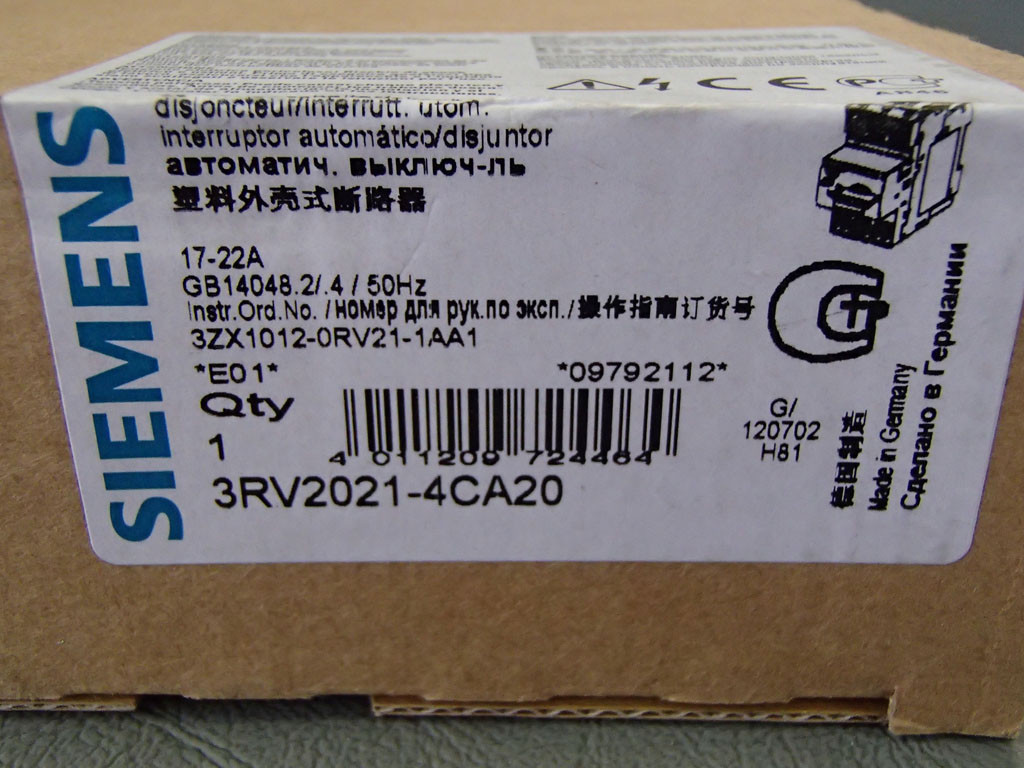 SIEMENS
disjoncteur/interrutt. utom.
interruptor automático/disjuntor
автоматич. выключ-ль
塑料外壳式断路器
17-22A
GB14048.2/.4 / 50Hz
Instr.Ord.No. /номер для рук.по эксп./操作指南订货号
3ZX1012-0RV21-1AA1
*E01* *09792112*
Qty
1
4 011209 724464
3RV2021-4CA20
G/
120702
H81
德国制造
Made in Germany
Сделано в Германии
CE